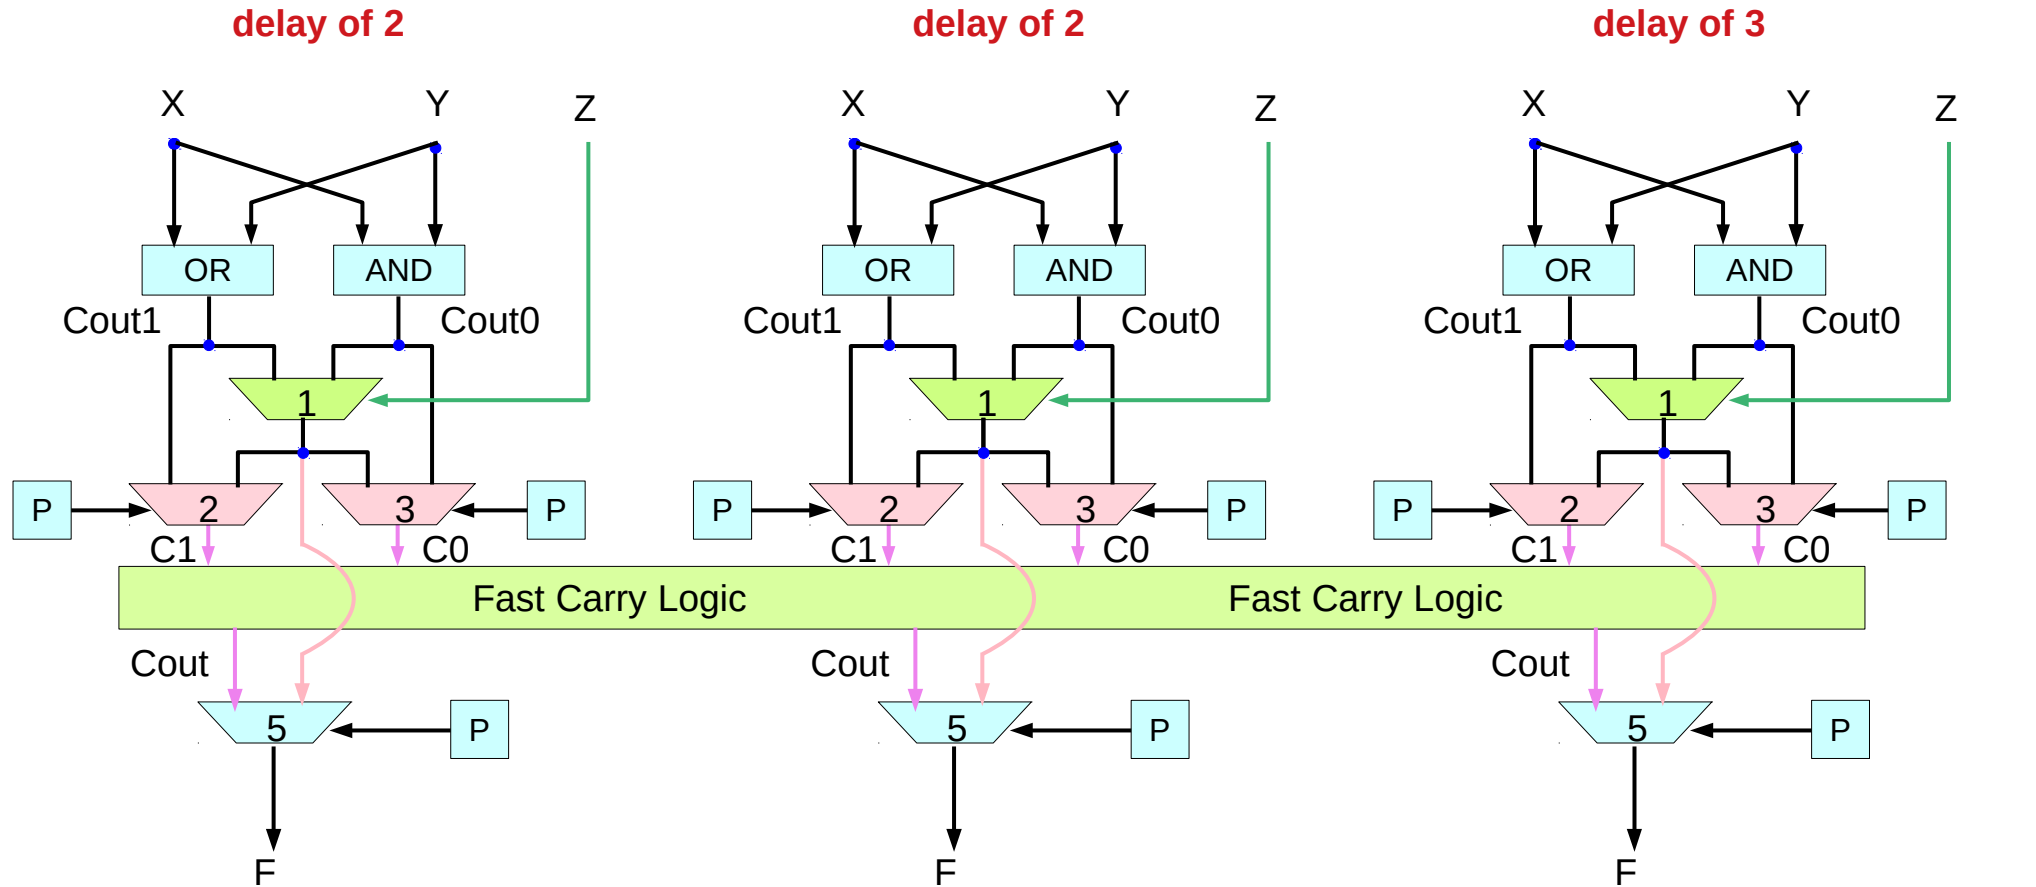 delay of 2 delay of 2 delay of 3
X Y Z X Y Z X Y Z
OR AND OR AND OR AND
Cout1 Cout0 Cout1 Cout0 Cout1 Cout0
1 1 1
P 2 3 P P 2 3 P P 2 3 P
C1 C0 C1 C0 C1 C0
Fast Carry Logic Fast Carry Logic
Cout Cout Cout
5 P 5 P 5 P
F F F